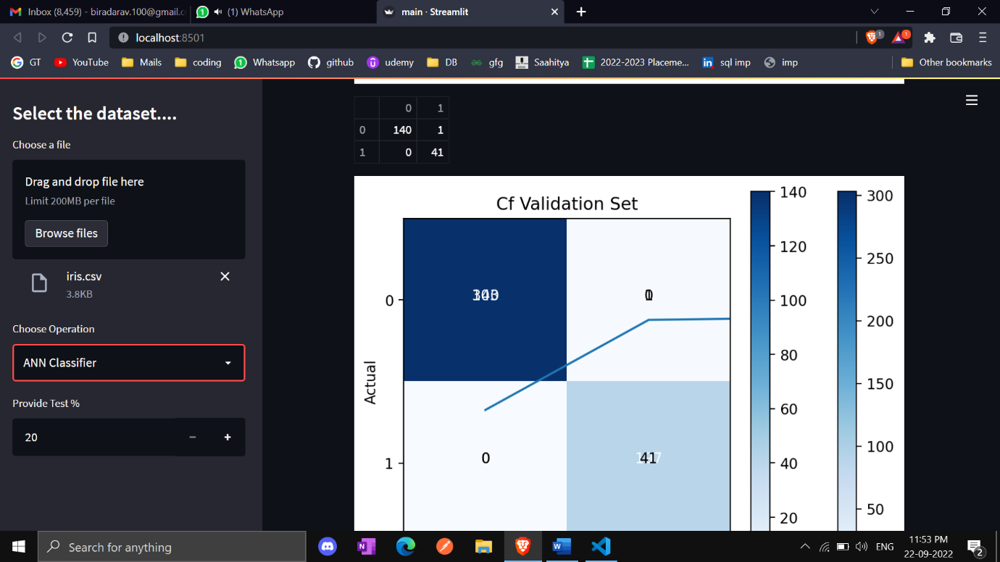 Inbox (8,459) - biradarav.100@gmail.c
1
(1) WhatsApp
main · Streamlit
localhost:8501
1
1
GT
YouTube
Mails
coding
1
Whatsapp
github
udemy
DB
gfg
Saahitya
2022-2023 Placeme...
sql imp
imp
Other bookmarks
Select the dataset....
Choose a file
Drag and drop file here
Limit 200MB per file
Browse files
iris.csv
3.8KB
Choose Operation
ANN Classifier
Provide Test %
20
0 1
0 140 1
1 0 41
Cf Validation Set
Actual
0
1
0
41
140
120
100
80
60
40
20
300
250
200
150
100
50
Search for anything
ENG
11:53 PM
22-09-2022
2